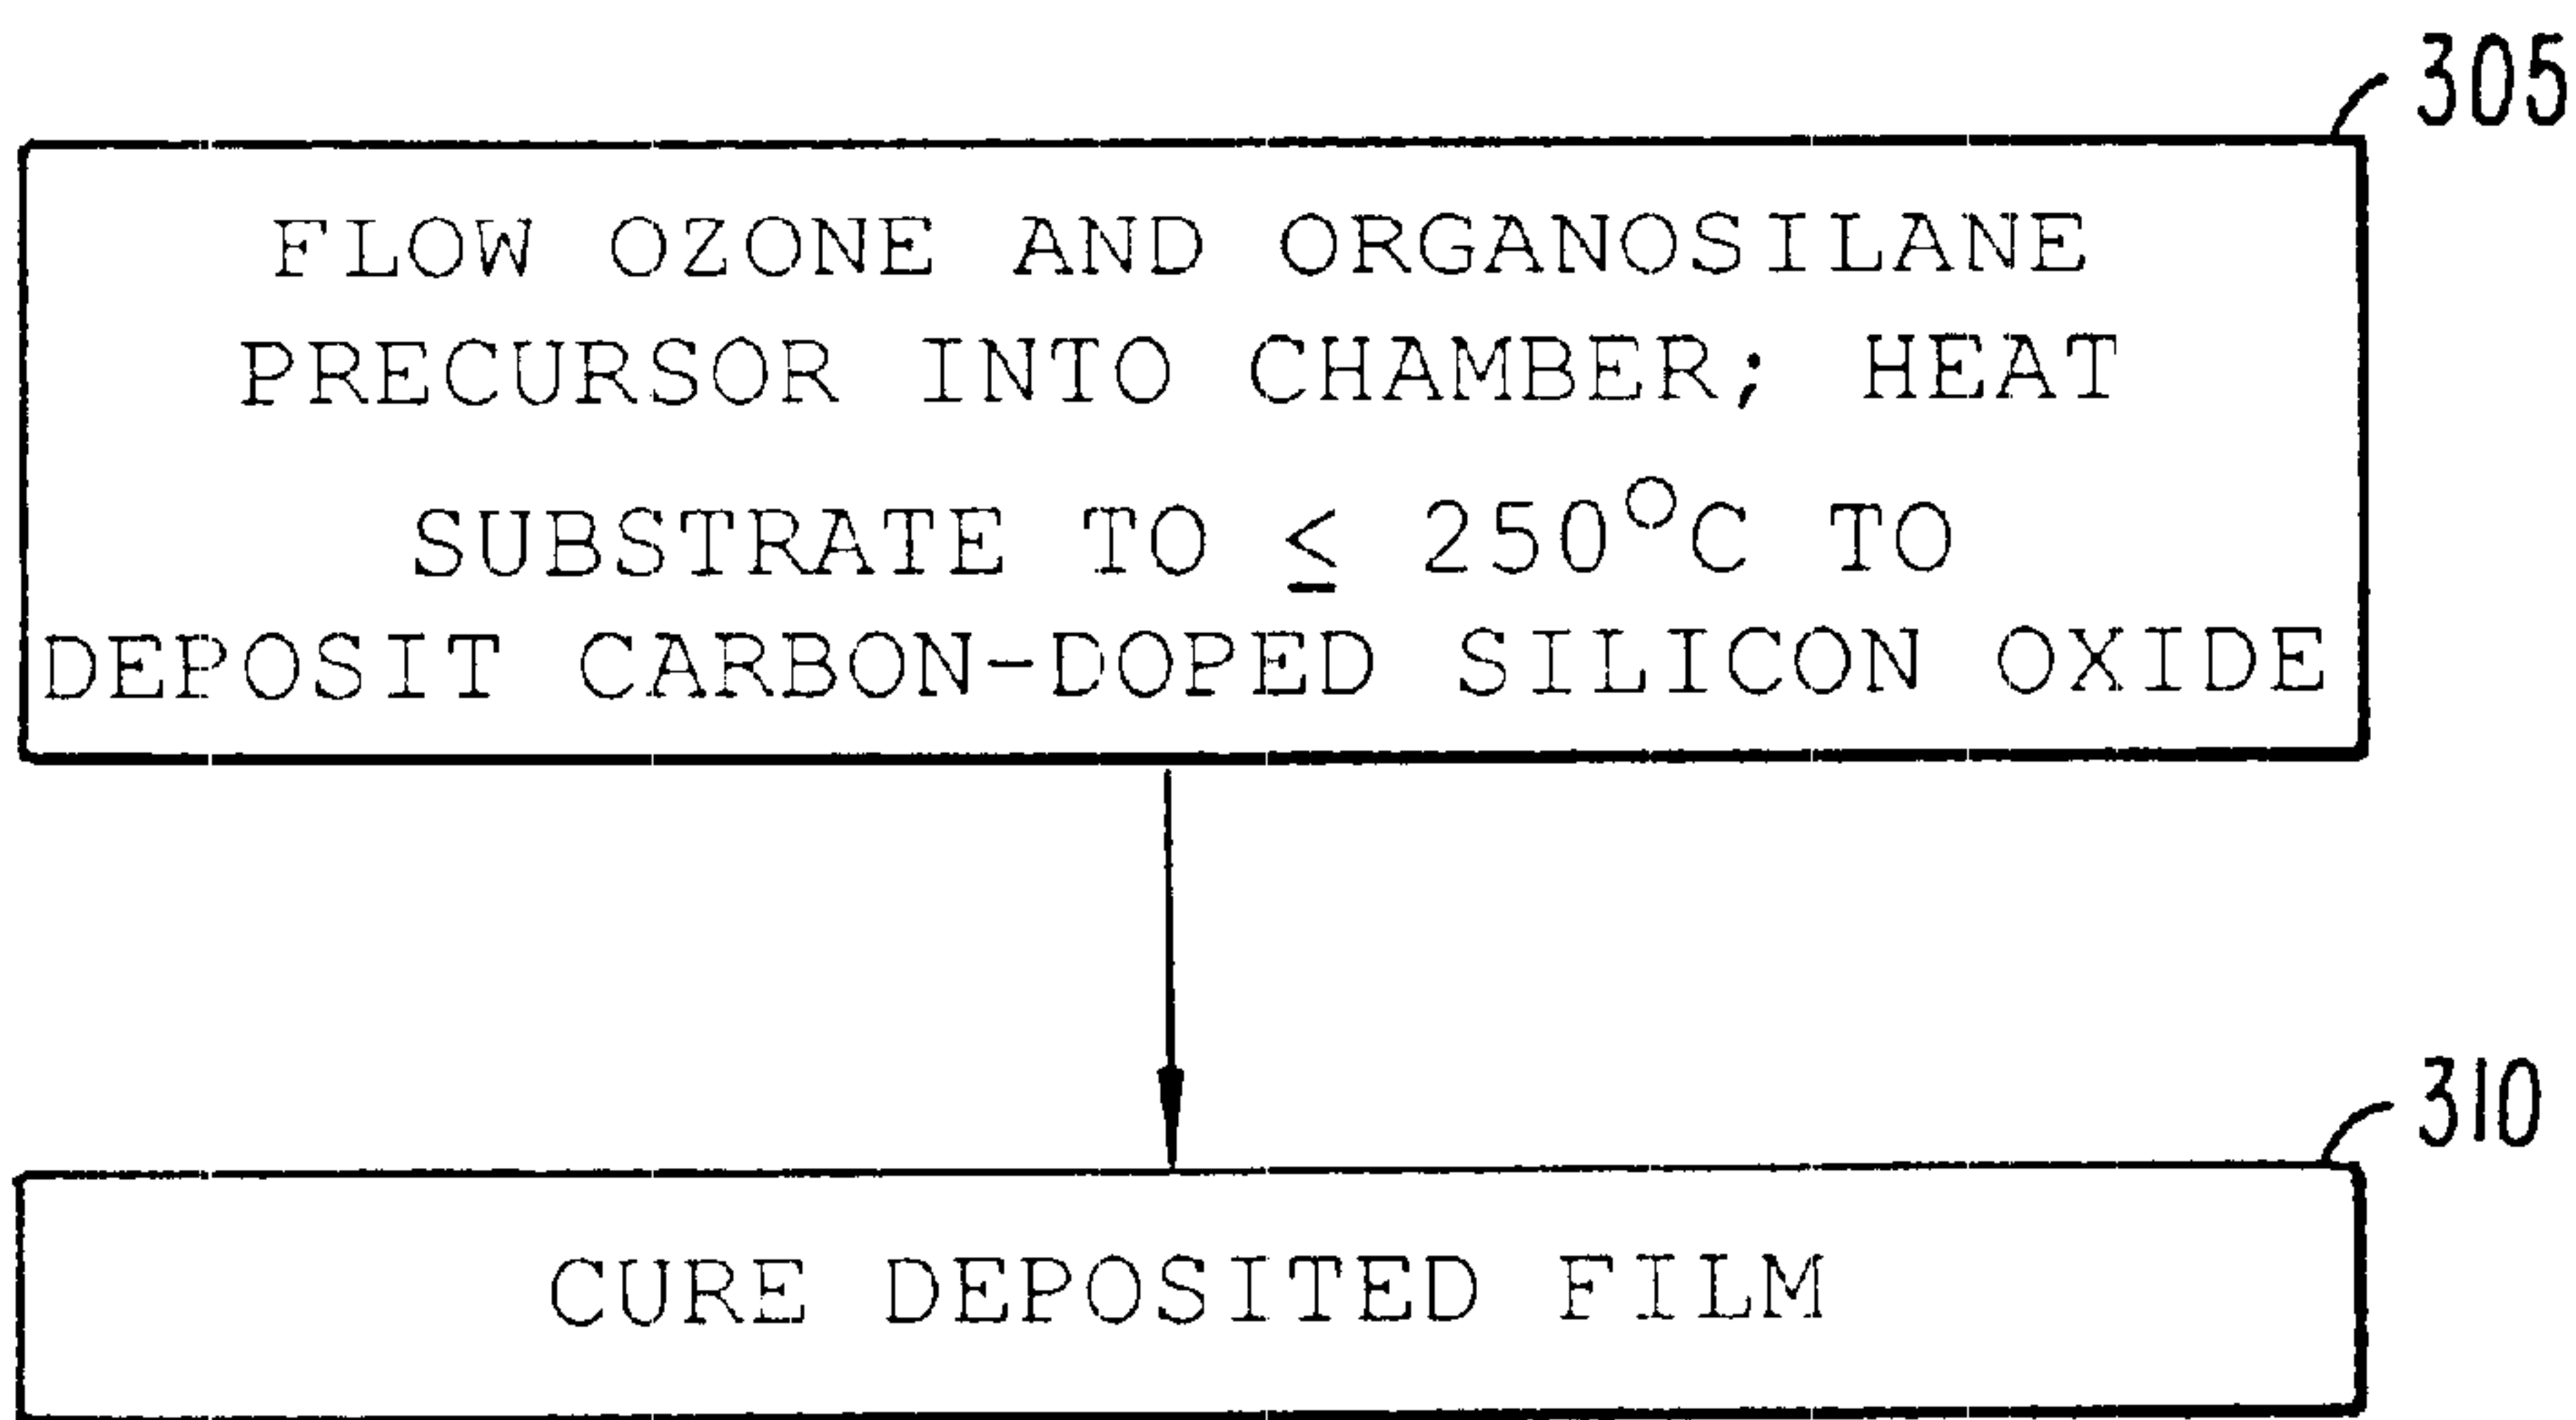 305
FLOW OZONE AND ORGANOSILANE
PRECURSOR INTO CHAMBER; HEAT
SUBSTRATE TO ≤ 250°C TO
DEPOSIT CARBON-DOPED SILICON OXIDE
310
CURE DEPOSITED FILM